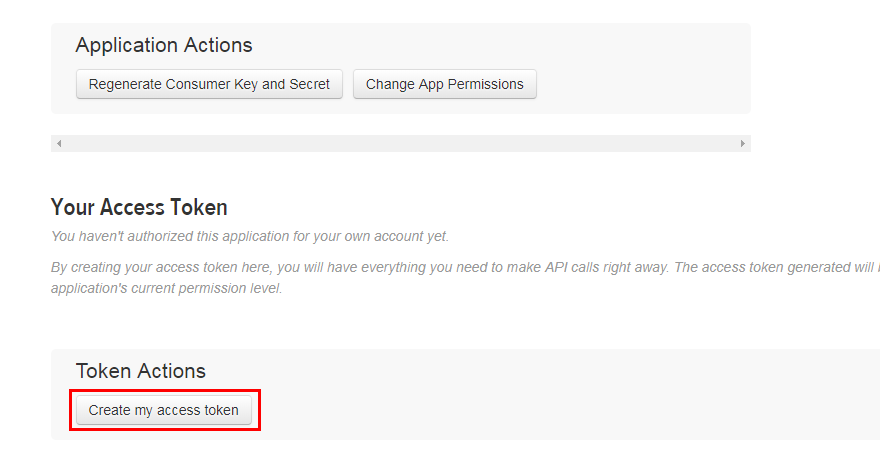 Application Actions
Regenerate Consumer Key and Secret Change App Permissions
Your Access Token
You haven't authorized this application for your own account yet.
By creating your access token here, you will have everything you need to make API calls right away. The access token generated will
application's current permission level.
Token Actions
Create my access token